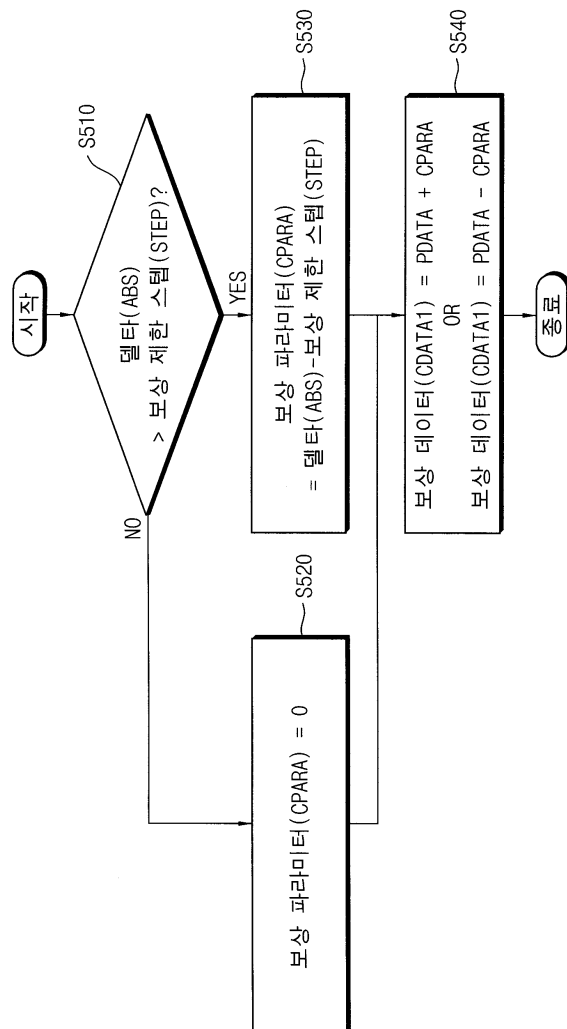 시작
S510
델타(ABS)
> 보상 제한 스텝(STEP)?
NO
YES
S520
보상 파라미터(CPARA) = 0
S530
보상 파라미터(CPARA)
= 델타(ABS)-보상 제한 스텝(STEP)
S540
보상 데이터(CDATA1) = PDATA + CPARA
OR
보상 데이터(CDATA1) = PDATA - CPARA
종료